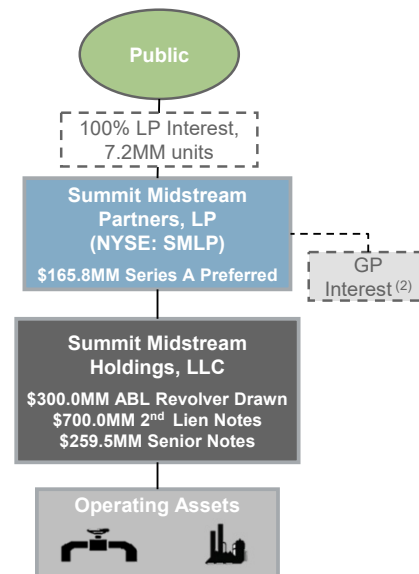 Public
100% LP Interest,
7.2MM units
Summit Midstream
Partners, LP
(NYSE: SMLP)
$165.8MM Series A Preferred
GP
Interest (2)
Summit Midstream
Holdings, LLC
$300.0MM ABL Revolver Drawn
$700.0MM 2nd Lien Notes
$259.5MM Senior Notes
Operating Assets